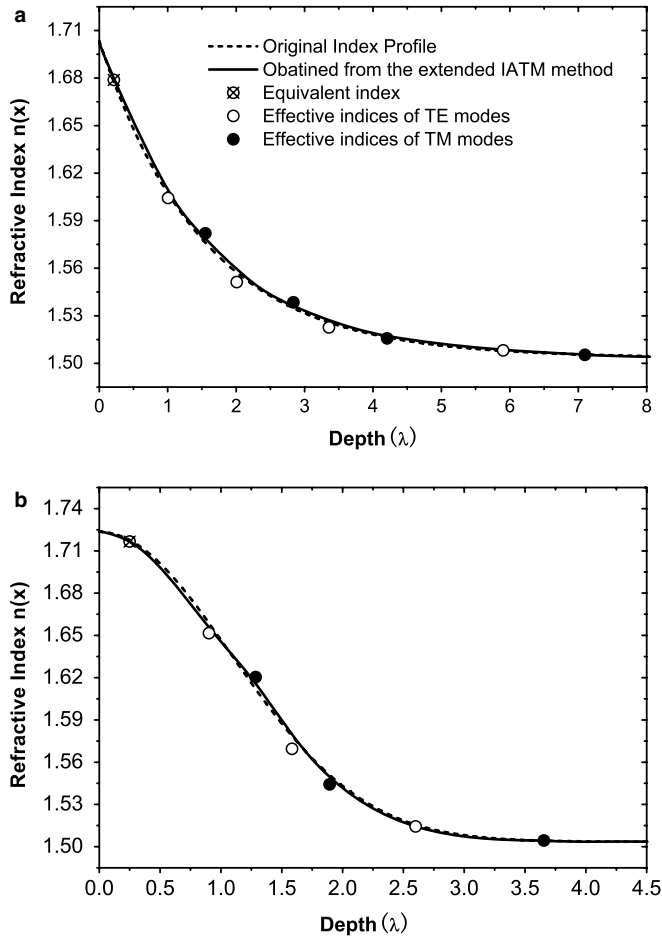 a
1.71
1.68
1.65
1.62
1.59
1.56
1.53
1.50
Refractive Index n(x)
Original Index Profile
Obatined from the extended IATM method
Equivalent index
Effective indices of TE modes
Effective indices of TM modes
0 1 2 3 4 5 6 7 8
Depth (λ)
b
1.74
1.71
1.68
1.65
1.62
1.59
1.56
1.53
1.50
Refractive Index n(x)
0.0 0.5 1.0 1.5 2.0 2.5 3.0 3.5 4.0 4.5
Depth (λ)